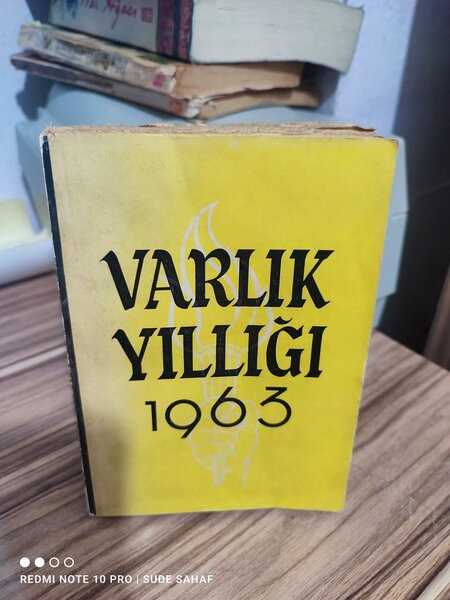 VARLIK
YILLIĞI
1963
REDMI NOTE 10 PRO | SUDE SAHAF